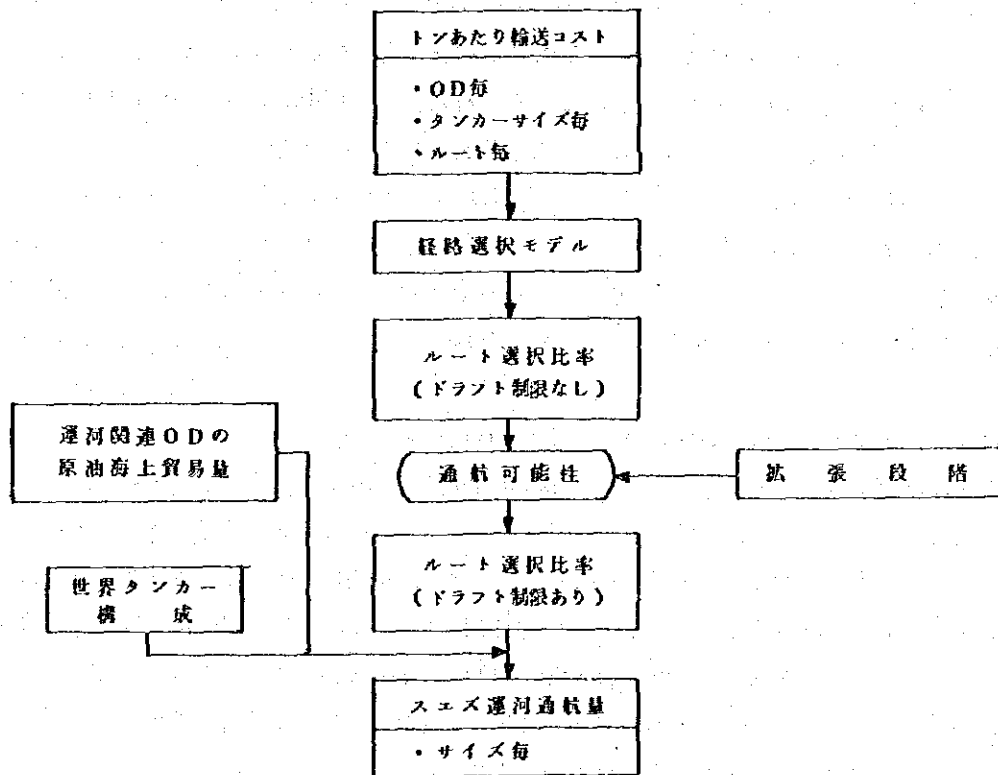 トンあたり輸送コスト
・OD毎
・タンカーサイズ毎
・ルート毎
経路選択モデル
ルート選択比率
(ドラフト制限なし)
運河関連ODの
原油海上貿易量
通航可能性
拡張段階
ルート選択比率
(ドラフト制限あり)
世界タンカー
構成
スエズ運河通航量
・サイズ毎